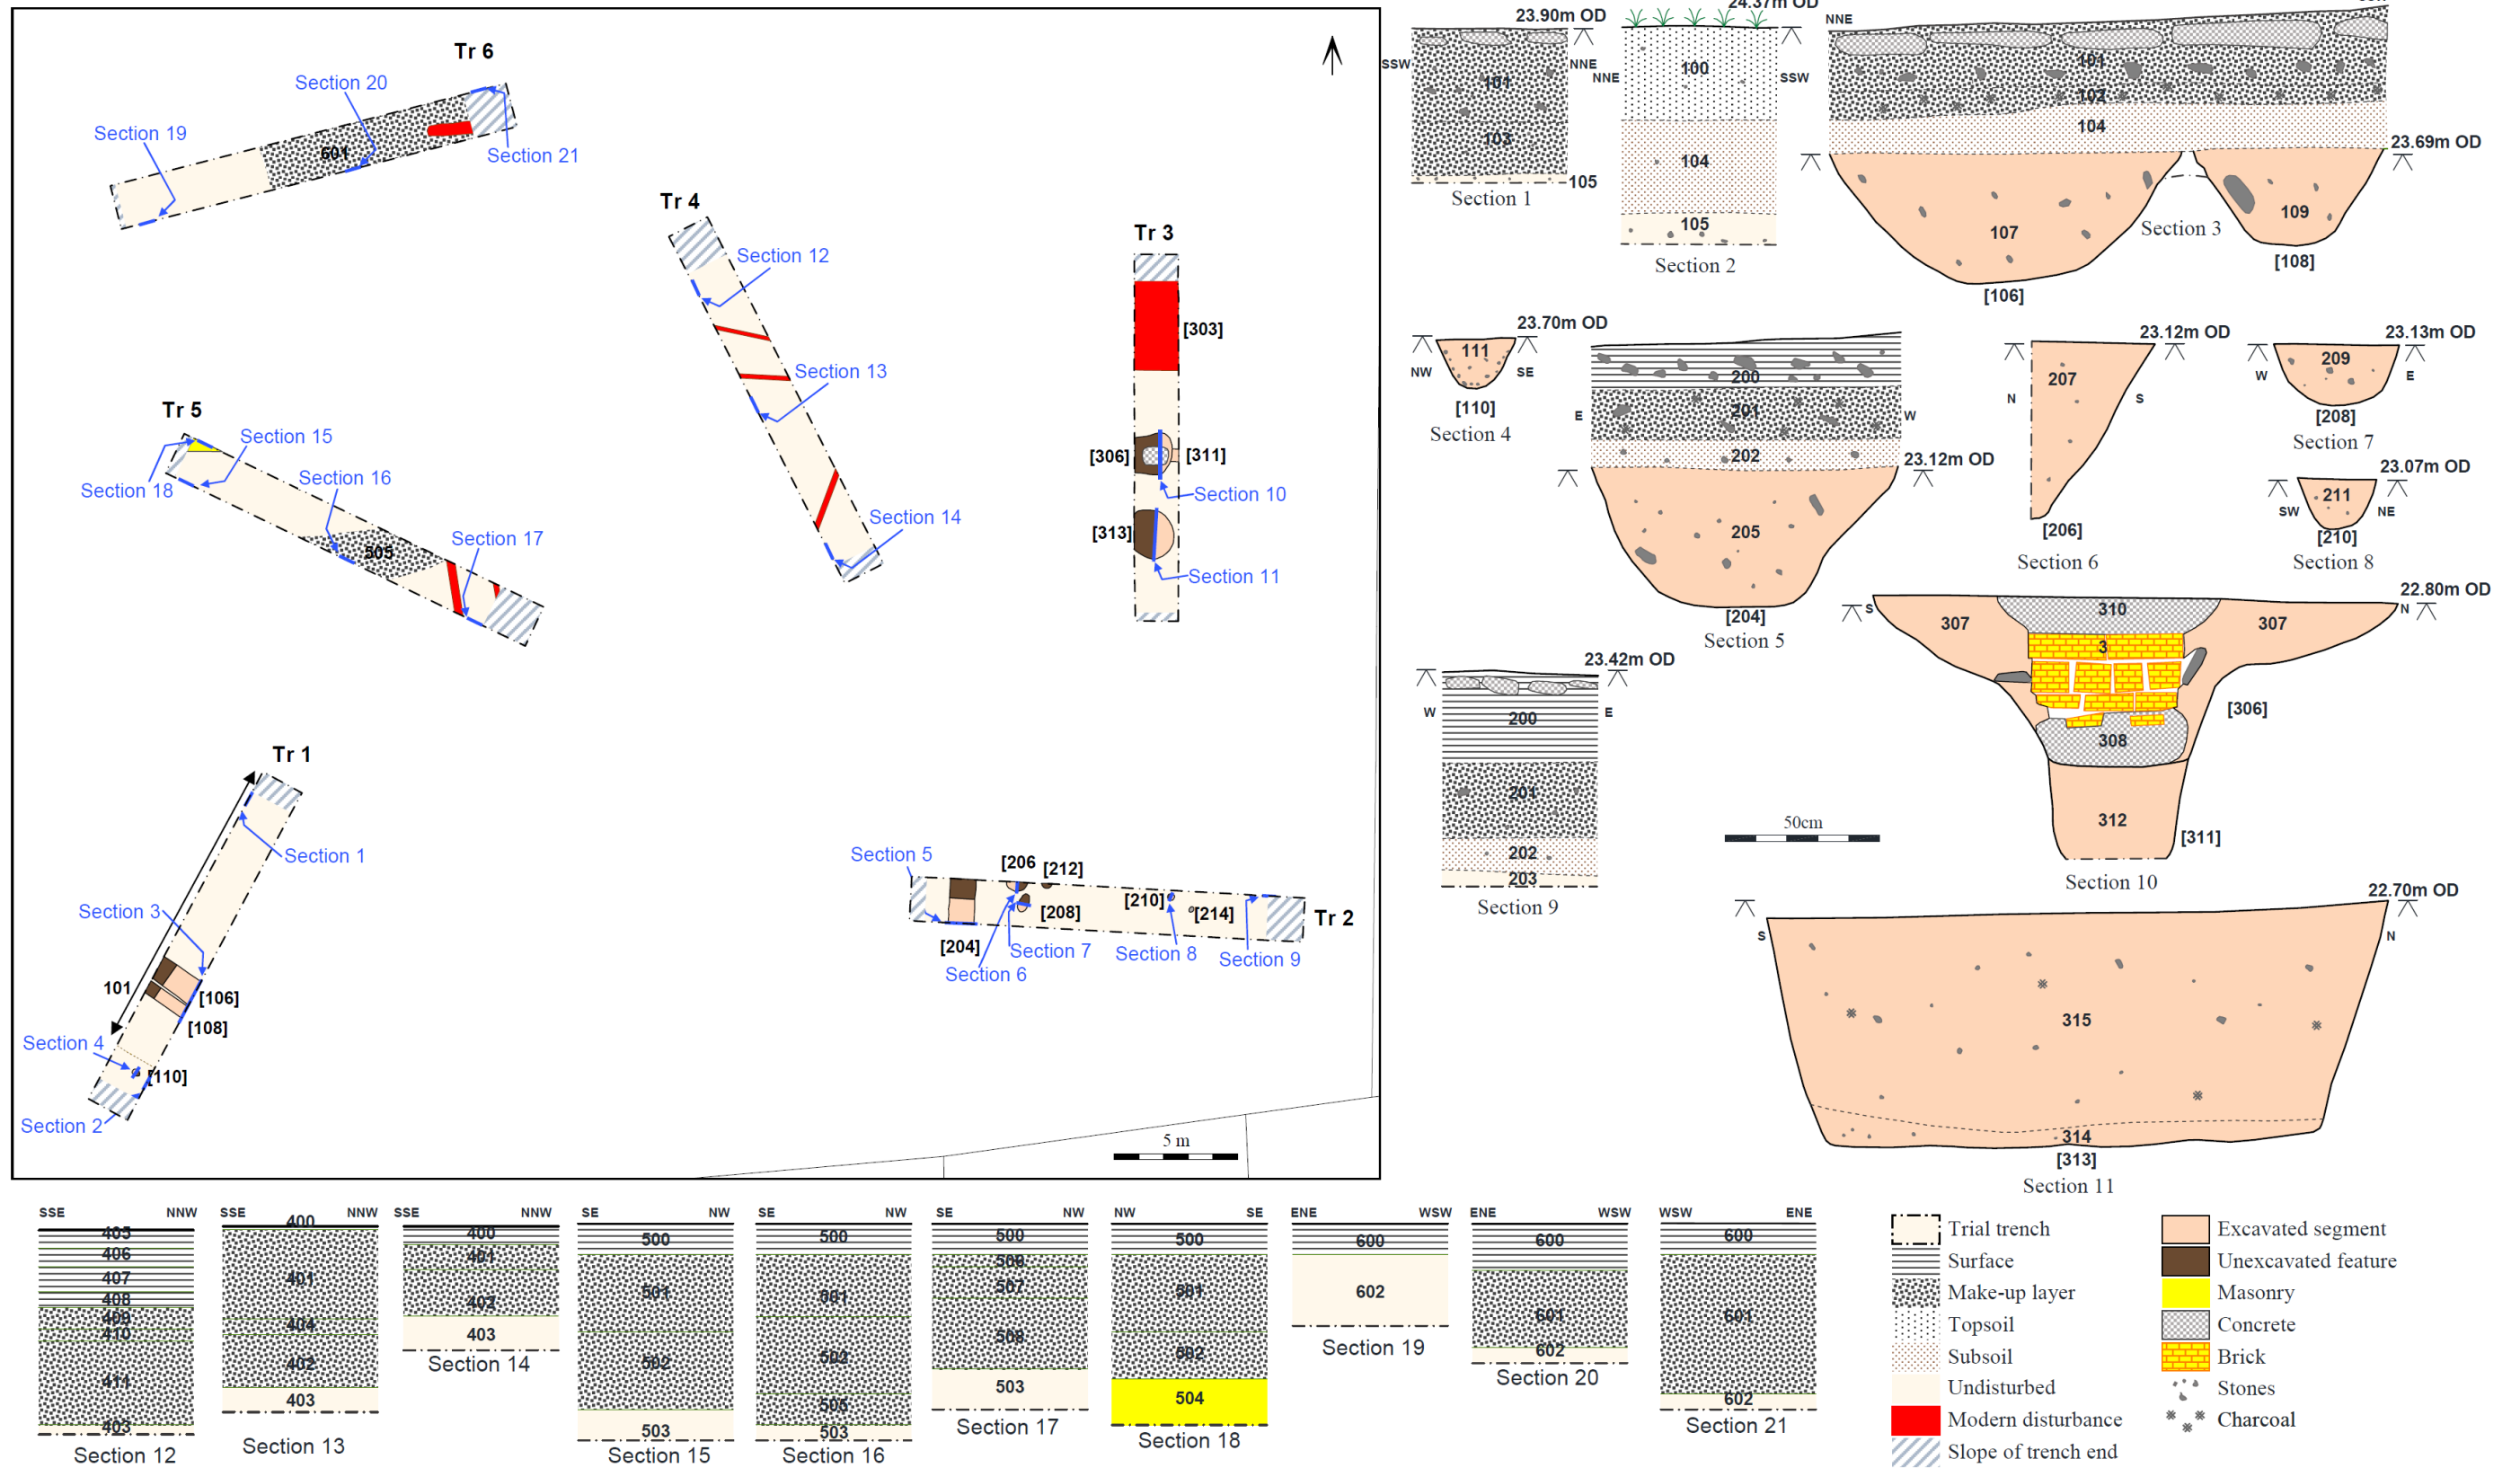 Tr 6
Section 20
Section 19
601
Section 21
Tr 4
Section 12
Section 13
Section 14
Tr 3
[303]
[306]
[311]
Section 10
[313]
Section 11
Tr 5
Section 15
Section 18
Section 16
505
Section 17
Tr 1
Section 1
Section 3
101
[106]
[108]
Section 4
[110]
Section 2
Section 5
[206
[212]
[210]
[214]
[208]
[204]
Section 7
Section 6
Section 8
Section 9
Tr 2
5 m
23.90m OD
SSW
NNE
101
103
105
Section 1
24.37m OD
NNE
SSW
100
104
105
Section 2
NNE
101
102
104
23.69m OD
107
109
Section 3
[106]
[108]
23.70m OD
111
NW
SE
[110]
Section 4
200
201
E
W
202
23.12m OD
205
[204]
Section 5
23.12m OD
207
N
S
[206]
Section 6
23.13m OD
209
W
E
[208]
Section 7
23.07m OD
211
SW
NE
[210]
Section 8
23.42m OD
W
E
200
201
202
203
Section 9
22.80m OD
S
N
310
307
307
3
[306]
308
312
[311]
Section 10
50cm
22.70m OD
S
N
315
314
[313]
Section 11
SSE
NNW
405
406
407
408
409
410
411
403
Section 12
SSE
NNW
400
401
404
402
403
Section 13
SSE
NNW
400
401
402
403
Section 14
SE
NW
500
501
502
503
Section 15
SE
NW
500
501
502
505
503
Section 16
SE
NW
500
506
507
508
503
Section 17
NW
SE
500
501
502
504
Section 18
ENE
WSW
600
602
Section 19
ENE
WSW
600
601
602
Section 20
WSW
ENE
600
601
602
Section 21
Trial trench
Surface
Make-up layer
Topsoil
Subsoil
Undisturbed
Modern disturbance
Slope of trench end
Excavated segment
Unexcavated feature
Masonry
Concrete
Brick
Stones
Charcoal